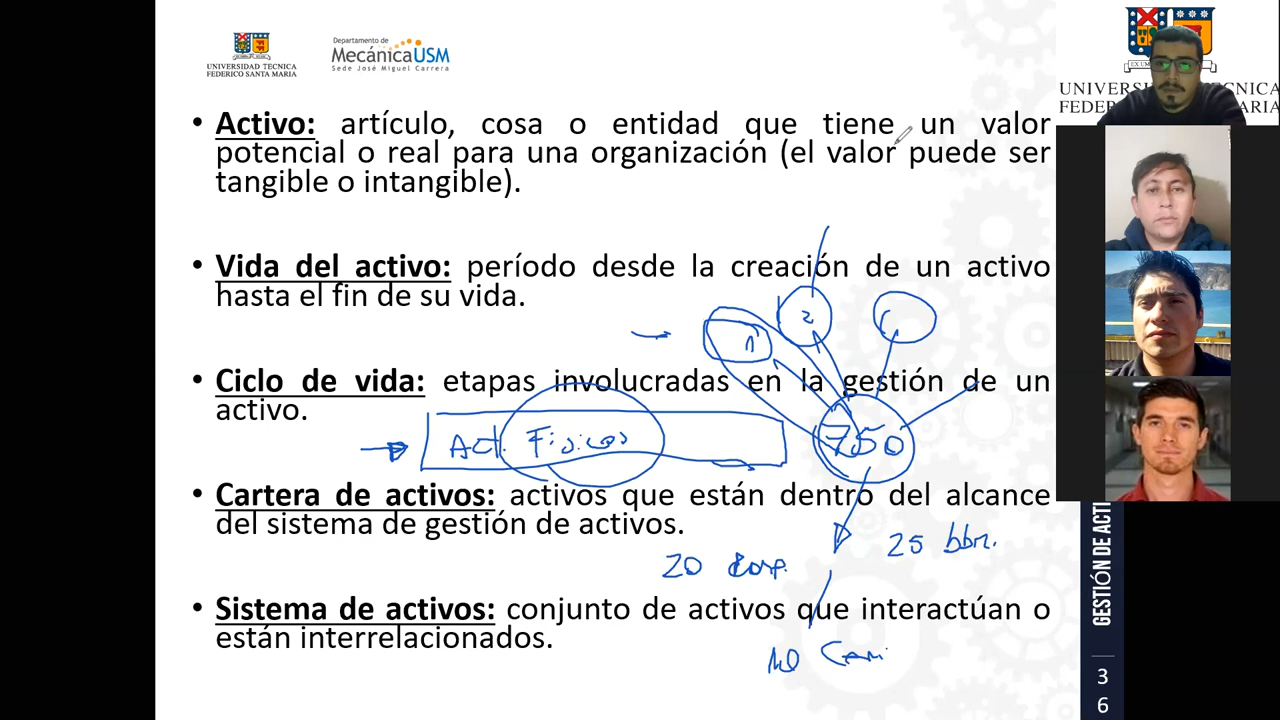 Departamento de
MecánicaUSM
Sede José Miguel Carrera
UNIVERSIDAD TECNICA
FEDERICO SANTA MARIA
• Activo: artículo, cosa o entidad que tiene un valor
potencial o real para una organización (el valor puede ser
tangible o intangible).
• Vida del activo: período desde la creación de un activo
hasta el fin de su vida.
1
2
• Ciclo de vida: etapas involucradas en la gestión de un
activo.
Act. Físicos
750
• Cartera de activos: activos que están dentro del alcance
del sistema de gestión de activos.
25 bbm.
20
• Sistema de activos: conjunto de activos que interactúan o
están interrelacionados.
GESTIÓN DE ACTI
3
6